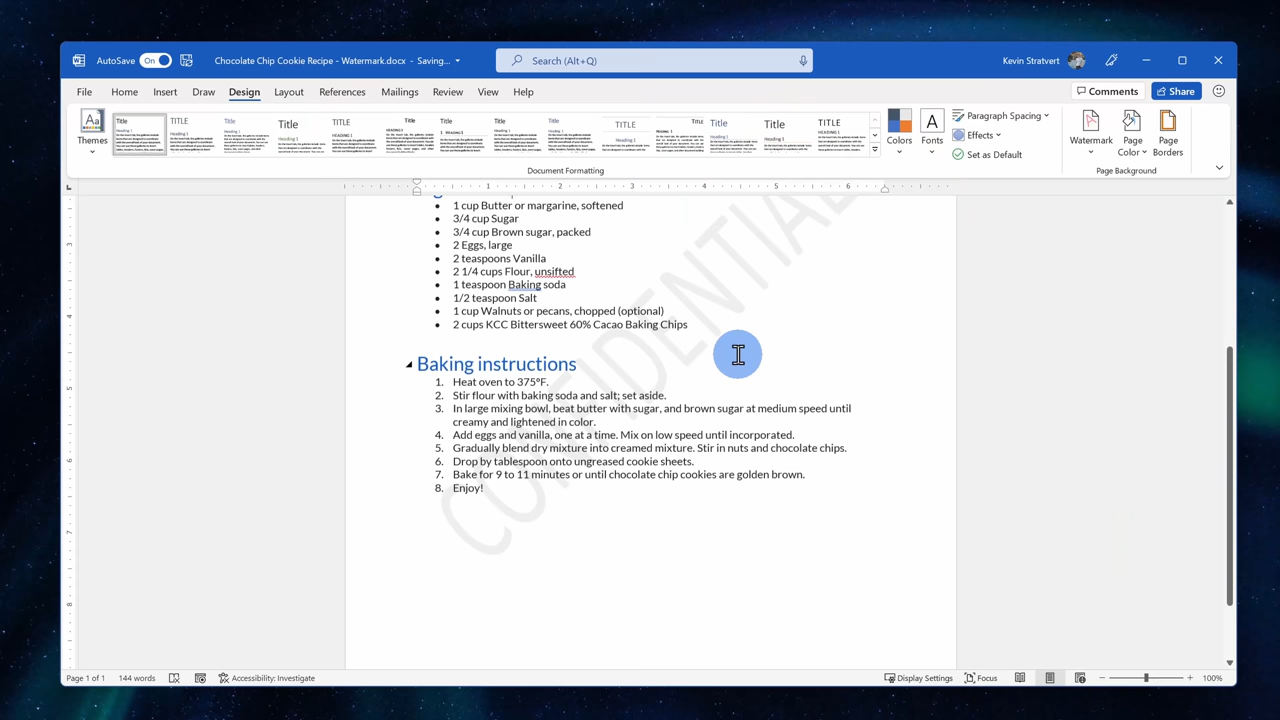 AutoSave On Chocolate Chip Cookie Recipe - Watermark.docx - Saving... Search (Alt+Q) Kevin Stratvert
File Home Insert Draw Design Layout References Mailings Review View Help Comments Share
Themes Colors Fonts Paragraph Spacing Effects Set as Default Watermark Page Color Page Borders
Document Formatting Page Background
1 cup Butter or margarine, softened
3/4 cup Sugar
3/4 cup Brown sugar, packed
2 Eggs, large
2 teaspoons Vanilla
2 1/4 cups Flour, unsifted
1 teaspoon Baking soda
1/2 teaspoon Salt
1 cup Walnuts or pecans, chopped (optional)
2 cups KCC Bittersweet 60% Cacao Baking Chips
CONFIDENTIAL
Baking instructions
1. Heat oven to 375°F.
2. Stir flour with baking soda and salt; set aside.
3. In large mixing bowl, beat butter with sugar, and brown sugar at medium speed until
creamy and lightened in color.
4. Add eggs and vanilla, one at a time. Mix on low speed until incorporated.
5. Gradually blend dry mixture into creamed mixture. Stir in nuts and chocolate chips.
6. Drop by tablespoon onto ungreased cookie sheets.
7. Bake for 9 to 11 minutes or until chocolate chip cookies are golden brown.
8. Enjoy!
Page 1 of 1 144 words Accessibility: Investigate Display Settings Focus 100%